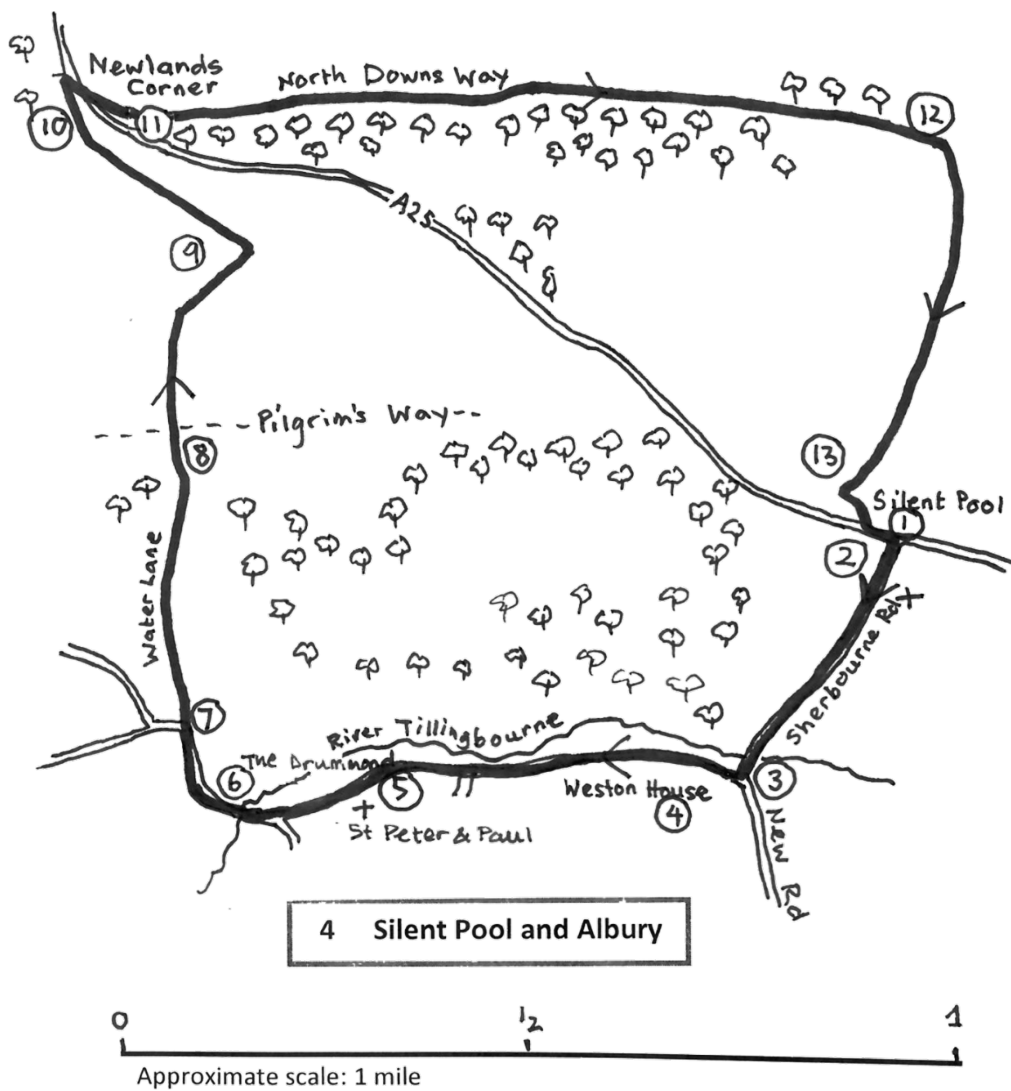 Newlands
Corner
North Downs Way
10
11
12
A25
9
Pilgrim's Way
8
13
Silent Pool
1
2
Water Lane
Sherbourne Rd
7
River Tillingbourne
The Drummond
6
5
Weston House
4
3
St Peter & Paul
New Rd
4 Silent Pool and Albury
0
1/2
1
Approximate scale: 1 mile